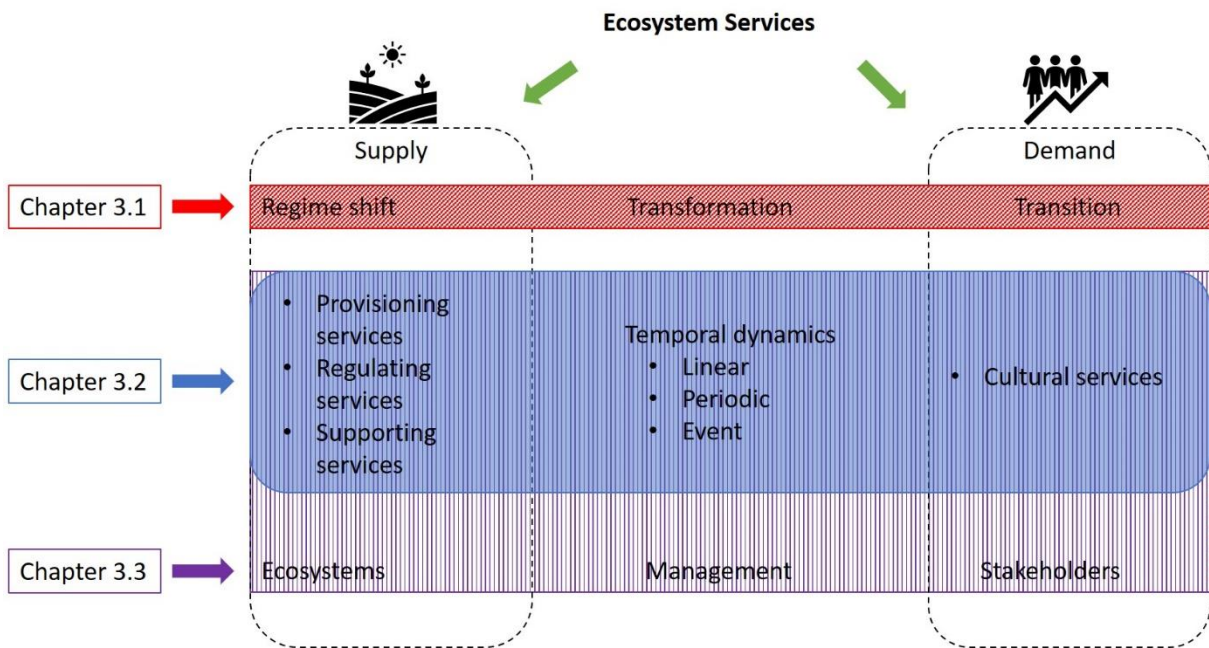 Ecosystem Services
Supply
Demand
Chapter 3.1
Regime shift
Transformation
Transition
Chapter 3.2
• Provisioning
services
• Regulating
services
• Supporting
services
Temporal dynamics
• Linear
• Periodic
• Event
• Cultural services
Chapter 3.3
Ecosystems
Management
Stakeholders